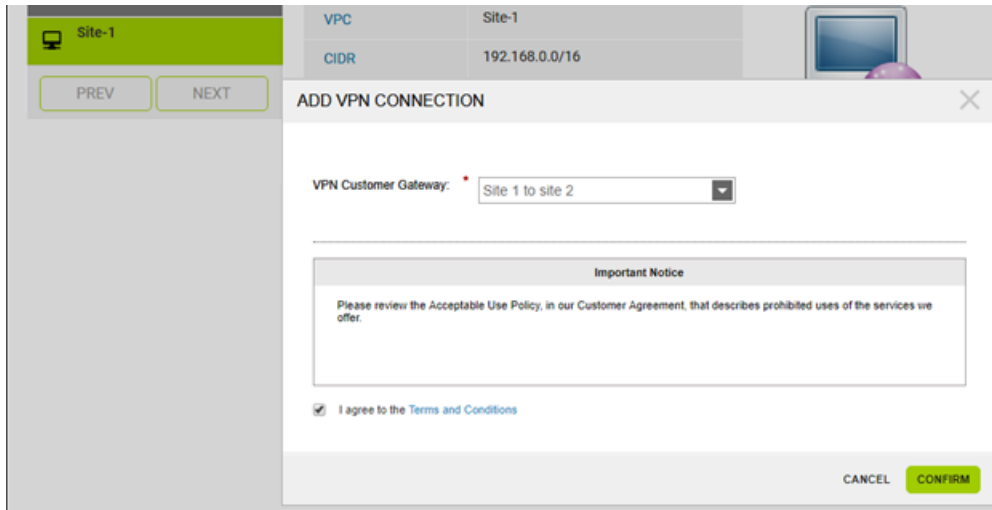 Site-1
PREV NEXT
VPC Site-1
CIDR 192.168.0.0/16
ADD VPN CONNECTION
VPN Customer Gateway: * Site 1 to site 2
Important Notice
Please review the Acceptable Use Policy, in our Customer Agreement, that describes prohibited uses of the services we
offer.
I agree to the Terms and Conditions
CANCEL CONFIRM